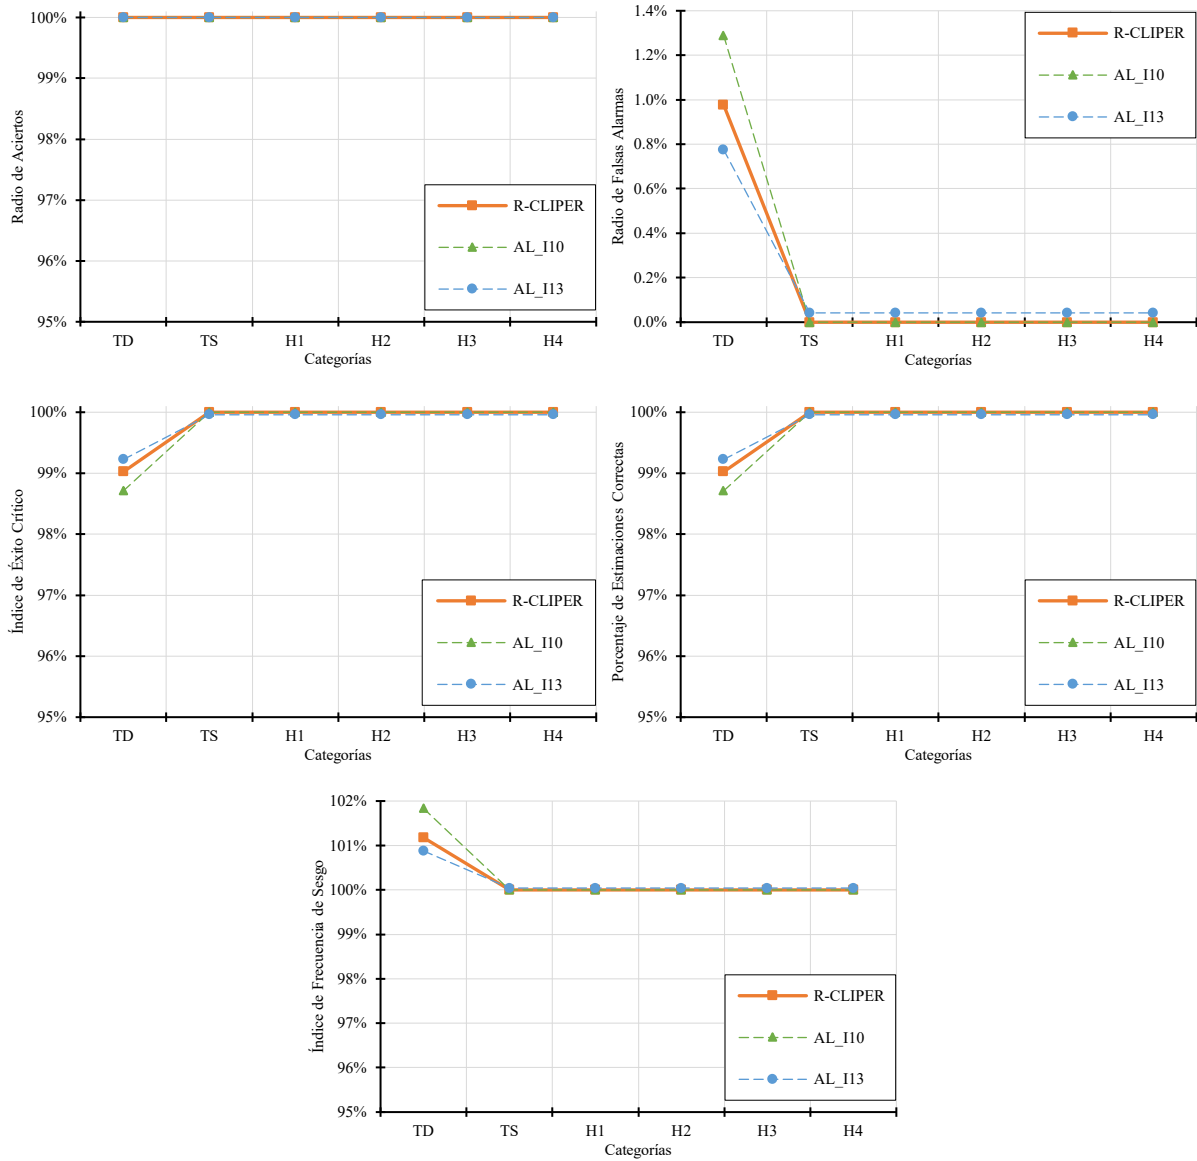 100%
99%
98%
97%
96%
95%
Radio de Aciertos
TD TS H1 H2 H3 H4
Categorías
R-CLIPER
AL_I10
AL_I13
1.4%
1.2%
1.0%
0.8%
0.6%
0.4%
0.2%
0.0%
Radio de Falsas Alarmas
TD TS H1 H2 H3 H4
Categorías
R-CLIPER
AL_I10
AL_I13
100%
99%
98%
97%
96%
95%
Índice de Éxito Crítico
TD TS H1 H2 H3 H4
Categorías
R-CLIPER
AL_I10
AL_I13
100%
99%
98%
97%
96%
95%
Porcentaje de Estimaciones Correctas
TD TS H1 H2 H3 H4
Categorías
R-CLIPER
AL_I10
AL_I13
102%
101%
100%
99%
98%
97%
96%
95%
Índice de Frecuencia de Sesgo
TD TS H1 H2 H3 H4
Categorías
R-CLIPER
AL_I10
AL_I13